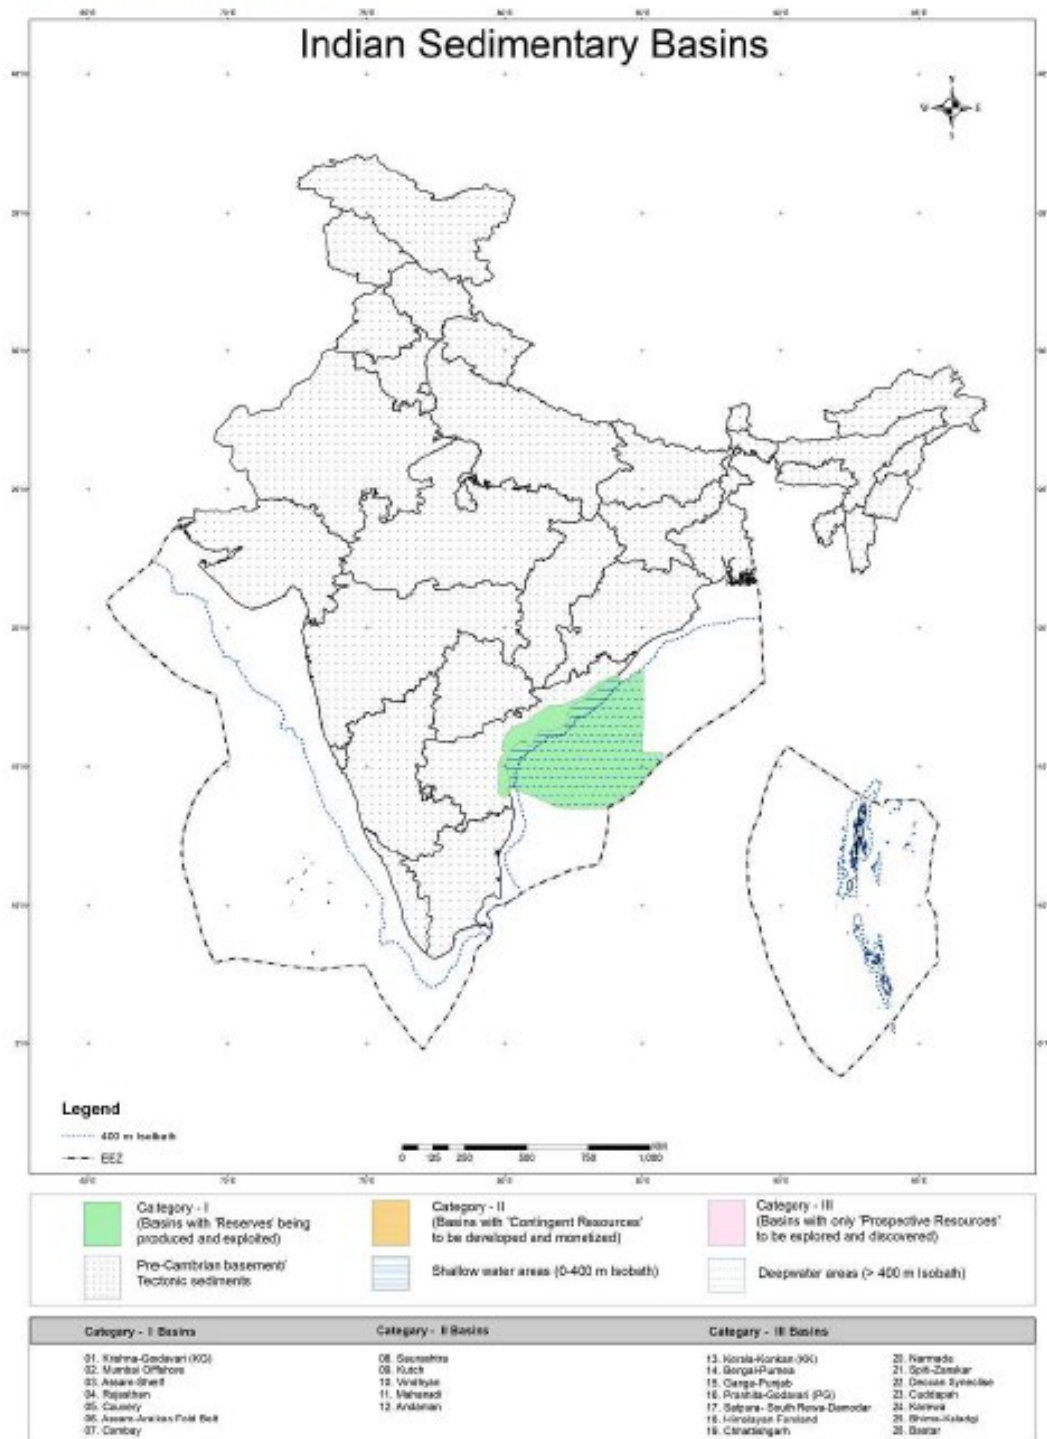 Indian Sedimentary Basins
N
W E
S
Legend
400 m Isobath
EEZ
0 125 250 500 750 1,000
Category - I
(Basins with 'Reserves' being
produced and exploited)
Category - II
(Basins with 'Contingent Resources'
to be developed and monetized)
Category - III
(Basins with only 'Prospective Resources'
to be explored and discovered)
Pre-Cambrian basement/
Tectonic sediments
Shallow water areas (0-400 m Isobath)
Deepwater areas (> 400 m Isobath)
Category - I Basins
01. Krishna-Godavari (KG)
02. Mumbai Offshore
03. Assam-Shelf
04. Rajasthan
05. Cauvery
06. Assam-Arakan Fold Belt
07. Cambay
Category - II Basins
08. Saurashtra
09. Kutch
10. Vindhyan
11. Mahanadi
12. Andaman
Category - III Basins
13. Kerala-Konkan (KK)
14. Bengal-Purnea
15. Ganga-Punjab
16. Pranhita-Godavari (PG)
17. Satpura- South Rewa-Damodar
18. Himalayan Foreland
19. Chhattisgarh
20. Narmada
21. Spiti-Zanskar
22. Deccan Syneclise
23. Cuddapah
24. Karewa
25. Bhima-Kaladgi
26. Bastar